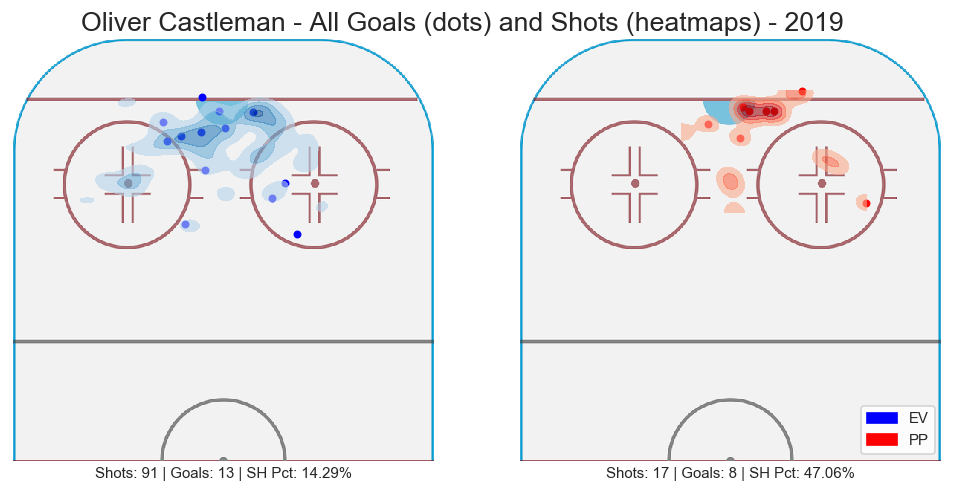 Oliver Castleman - All Goals (dots) and Shots (heatmaps) - 2019
EV
PP
Shots: 91 | Goals: 13 | SH Pct: 14.29%
Shots: 17 | Goals: 8 | SH Pct: 47.06%